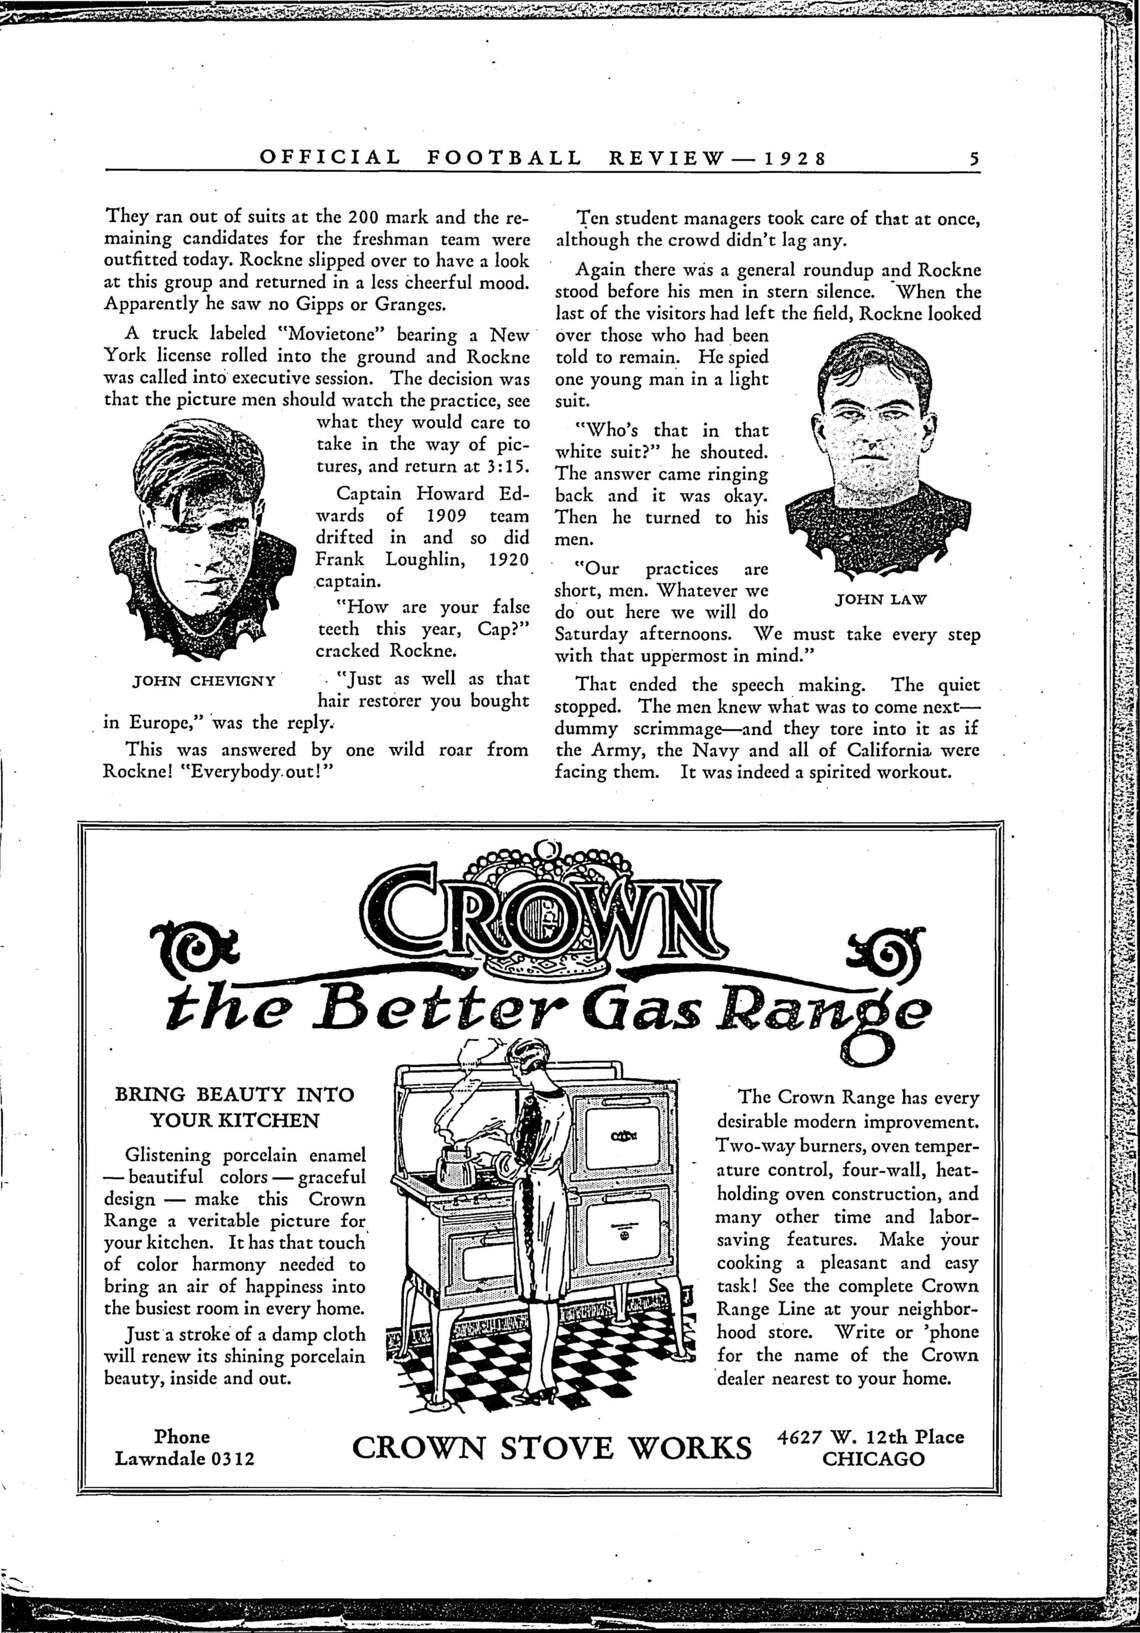 OFFICIAL FOOTBALL REVIEW—1928 5
They ran out of suits at the 200 mark and the re-
maining candidates for the freshman team were
outfitted today. Rockne slipped over to have a look
at this group and returned in a less cheerful mood.
Apparently he saw no Gipps or Granges.
A truck labeled "Movietone" bearing a New
York license rolled into the ground and Rockne
was called into executive session. The decision was
that the picture men should watch the practice, see
what they would care to
take in the way of pic-
tures, and return at 3:15.
Captain Howard Ed-
wards of 1909 team
drifted in and so did
Frank Loughlin, 1920
captain.
"How are your false
teeth this year, Cap?"
cracked Rockne.
"Just as well as that
hair restorer you bought
in Europe," was the reply.
This was answered by one wild roar from
Rockne! "Everybody out!"
JOHN CHEVIGNY
Ten student managers took care of that at once,
although the crowd didn't lag any.
Again there was a general roundup and Rockne
stood before his men in stern silence. When the
last of the visitors had left the field, Rockne looked
over those who had been
told to remain. He spied
one young man in a light
suit.
"Who's that in that
white suit?" he shouted.
The answer came ringing
back and it was okay.
Then he turned to his
men.
"Our practices are
short, men. Whatever we
do out here we will do
Saturday afternoons. We must take every step
with that uppermost in mind."
That ended the speech making. The quiet
stopped. The men knew what was to come next—
dummy scrimmage—and they tore into it as if
the Army, the Navy and all of California were
facing them. It was indeed a spirited workout.
JOHN LAW
CROWN
the Better Gas Range
BRING BEAUTY INTO
YOUR KITCHEN
Glistening porcelain enamel
— beautiful colors — graceful
design — make this Crown
Range a veritable picture for
your kitchen. It has that touch
of color harmony needed to
bring an air of happiness into
the busiest room in every home.
Just a stroke of a damp cloth
will renew its shining porcelain
beauty, inside and out.
The Crown Range has every
desirable modern improvement.
Two-way burners, oven temper-
ature control, four-wall, heat-
holding oven construction, and
many other time and labor-
saving features. Make your
cooking a pleasant and easy
task! See the complete Crown
Range Line at your neighbor-
hood store. Write or 'phone
for the name of the Crown
dealer nearest to your home.
Phone
Lawndale 0312
CROWN STOVE WORKS
4627 W. 12th Place
CHICAGO